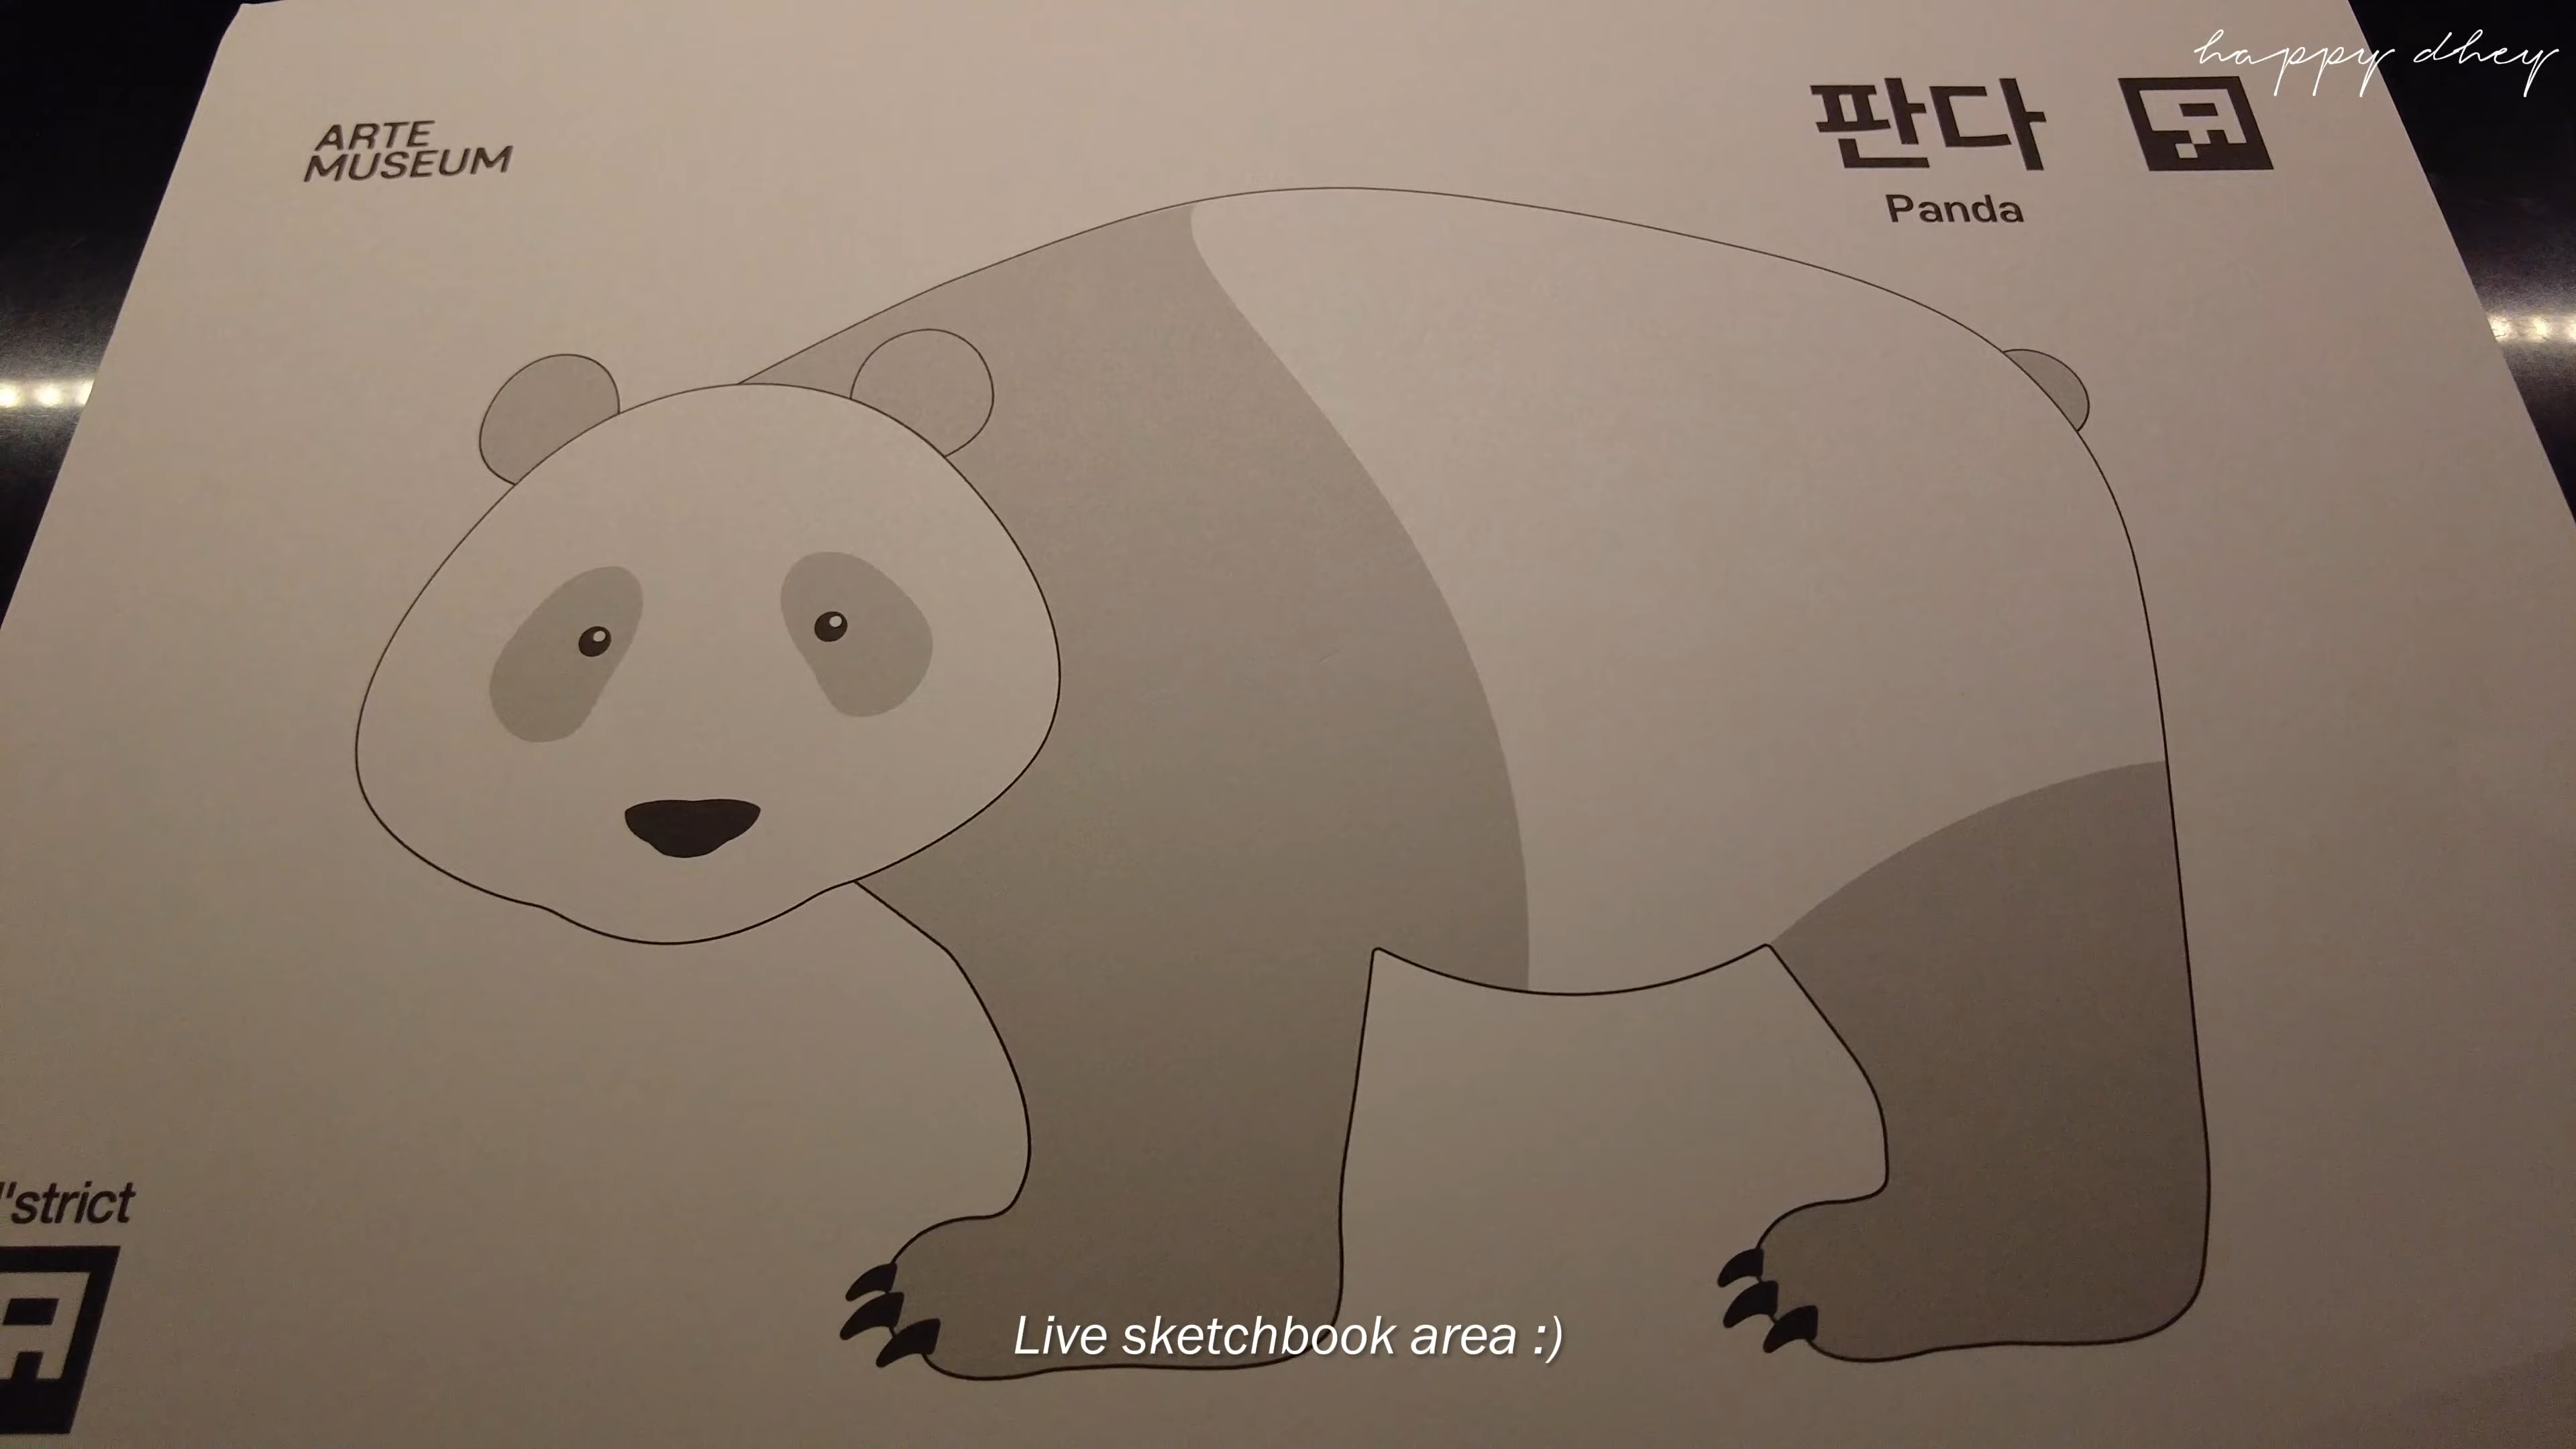 happy dhey
ARTE
MUSEUM
판다
Panda
d'strict
Live sketchbook area :)